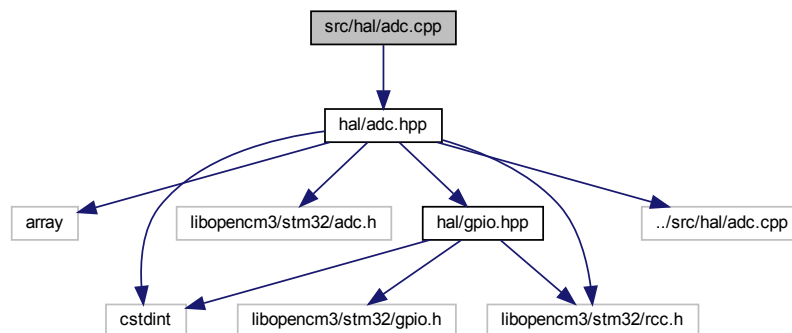 src/hal/adc.cpp
hal/adc.hpp
array
libopencm3/stm32/adc.h
hal/gpio.hpp
../src/hal/adc.cpp
cstdint
libopencm3/stm32/gpio.h
libopencm3/stm32/rcc.h